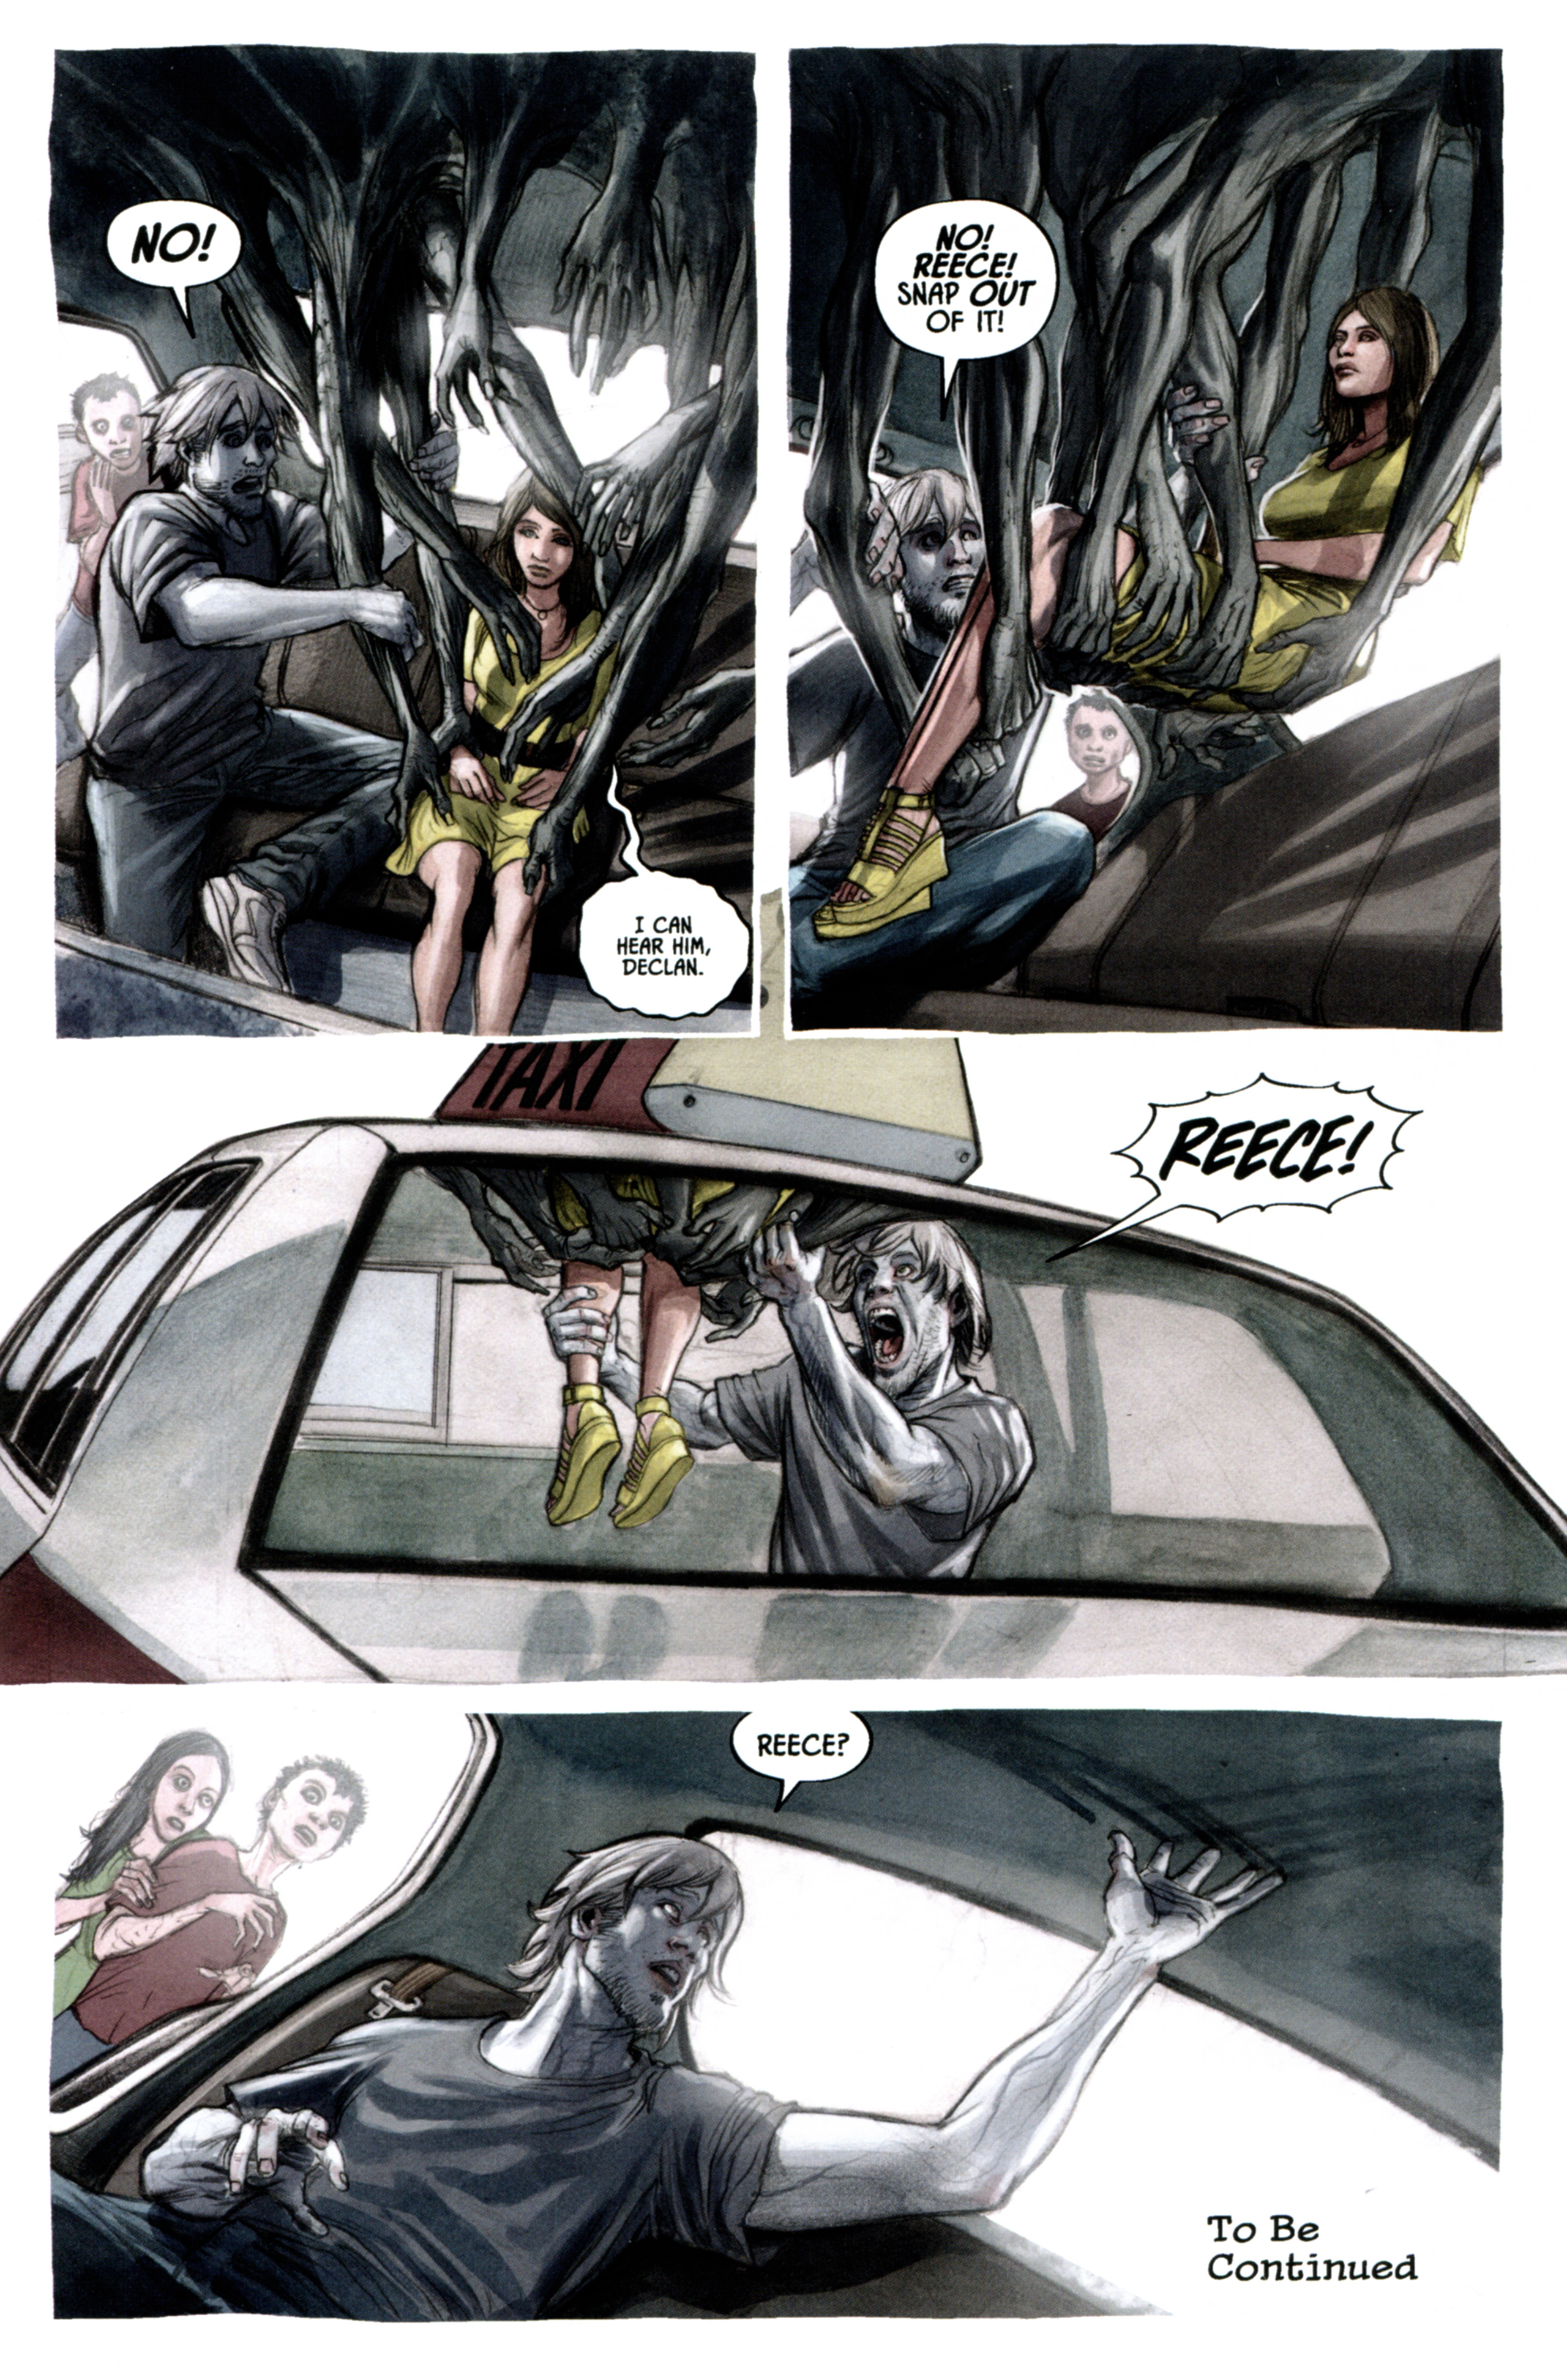 NO!
I CAN
HEAR HIM,
DECLAN.
NO!
REECE!
SNAP OUT
OF IT!
TAXI
REECE!
REECE?
To Be
Continued